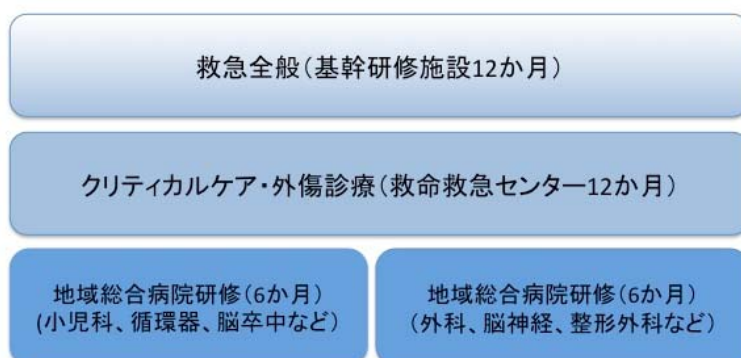 救急全般（基幹研修施設12か月）
クリティカルケア・外傷診療（救命救急センター12か月）
地域総合病院研修（6か月）
(小児科、循環器、脳卒中など）
地域総合病院研修（6か月）
（外科、脳神経、整形外科など）